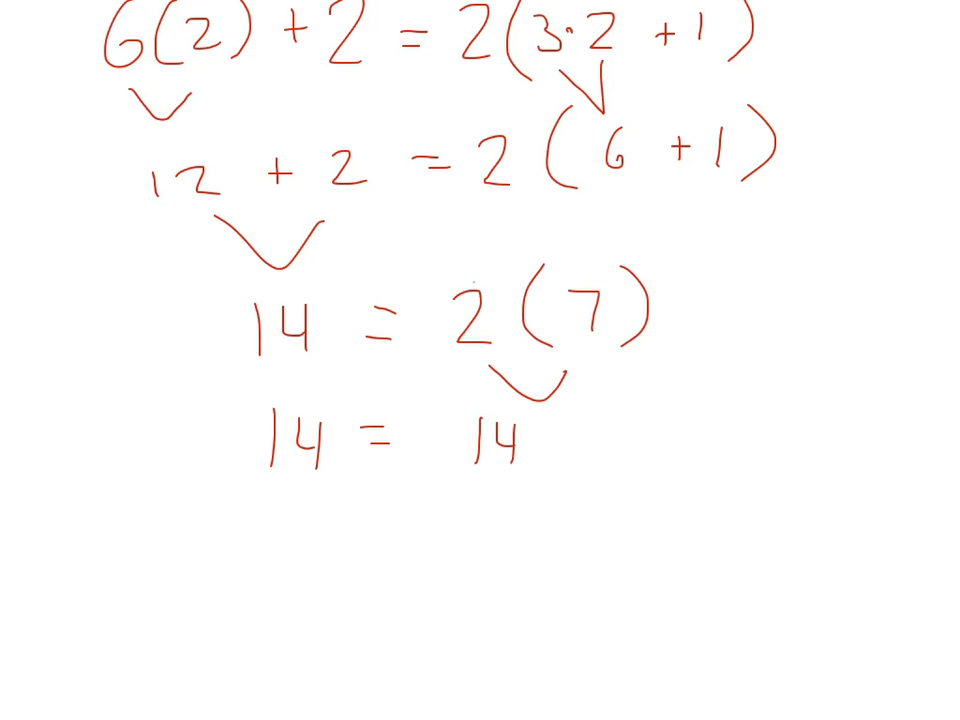 6(2) + 2 = 2(3·2 + 1)
12 + 2 = 2(6 + 1)
14 = 2(7)
14 = 14